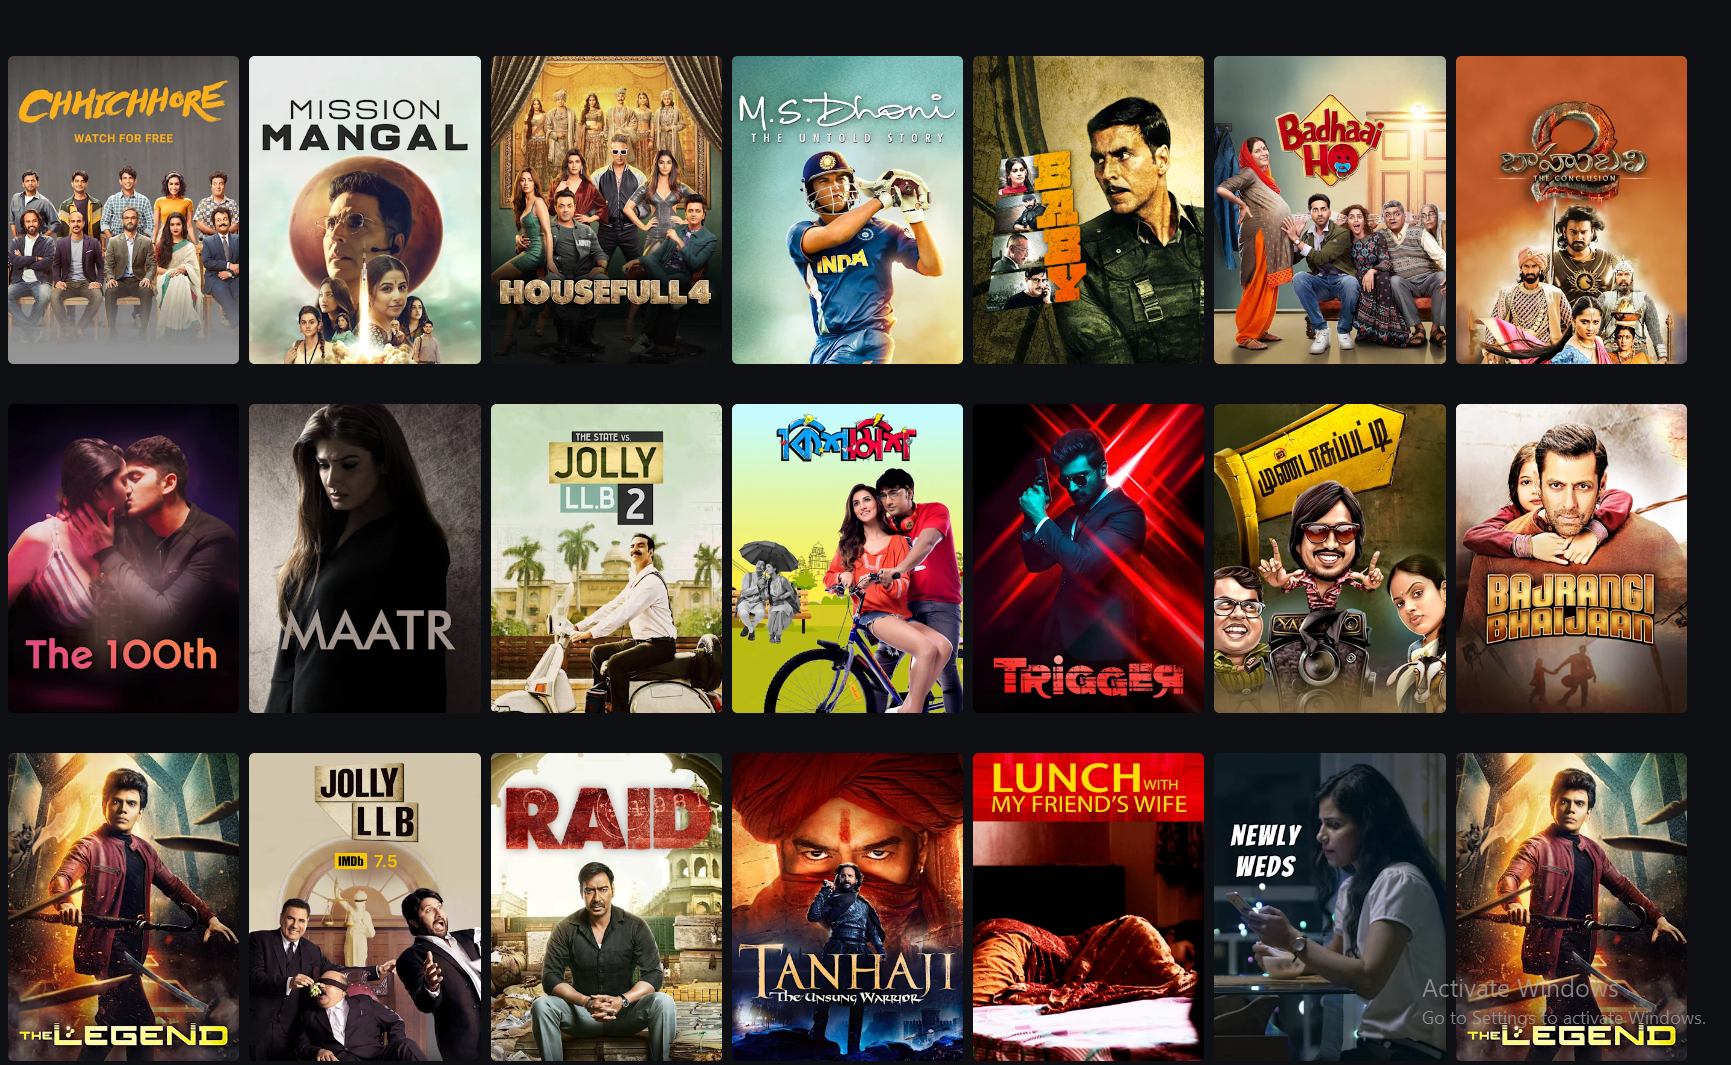 CHHICHHORE
WATCH FOR FREE
MISSION
MANGAL
HOUSEFULL4
M.S.Dhoni
THE UNTOLD STORY
INDIA
BABY
Badhaai
HO
2
బాహుబలి
THE CONCLUSION
The 100th
MAATR
THE STATE VS.
JOLLY
LL.B
2
কিশমিশ
TRiGGER
முண்டாசுப்பட்டி
BAJRANGI
BHAIJAAN
THE LEGEND
JOLLY
LLB
IMDb 7.5
RAID
TANHAJI
The Unsung Warrior
LUNCH WITH
MY FRIEND'S WIFE
NEWLY
WEDS
Activate Windows
Go to Settings to activate Windows.
THE LEGEND